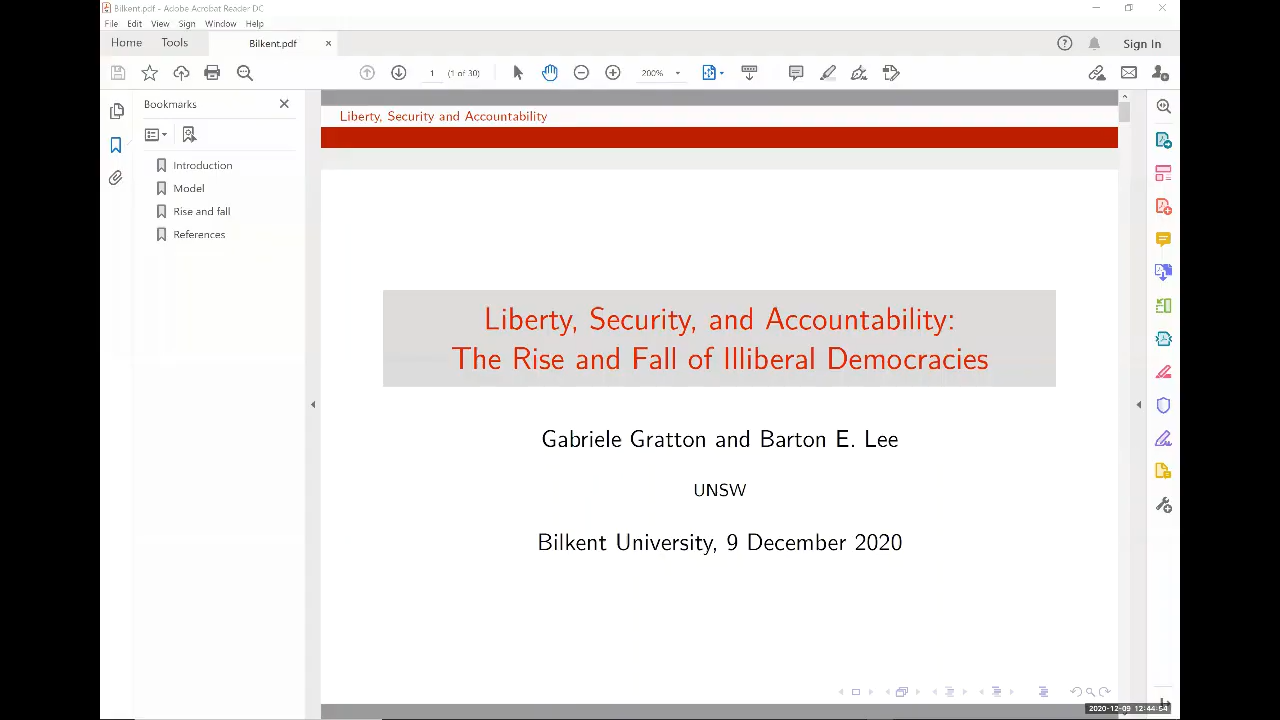 Bilkent.pdf - Adobe Acrobat Reader DC
File Edit View Sign Window Help
Home Tools Bilkent.pdf × Sign In
1 (1 of 30) 200%
Bookmarks
Introduction
Model
Rise and fall
References
Liberty, Security and Accountability
Liberty, Security, and Accountability:
The Rise and Fall of Illiberal Democracies
Gabriele Gratton and Barton E. Lee
UNSW
Bilkent University, 9 December 2020
2020-12-09 12:44:54